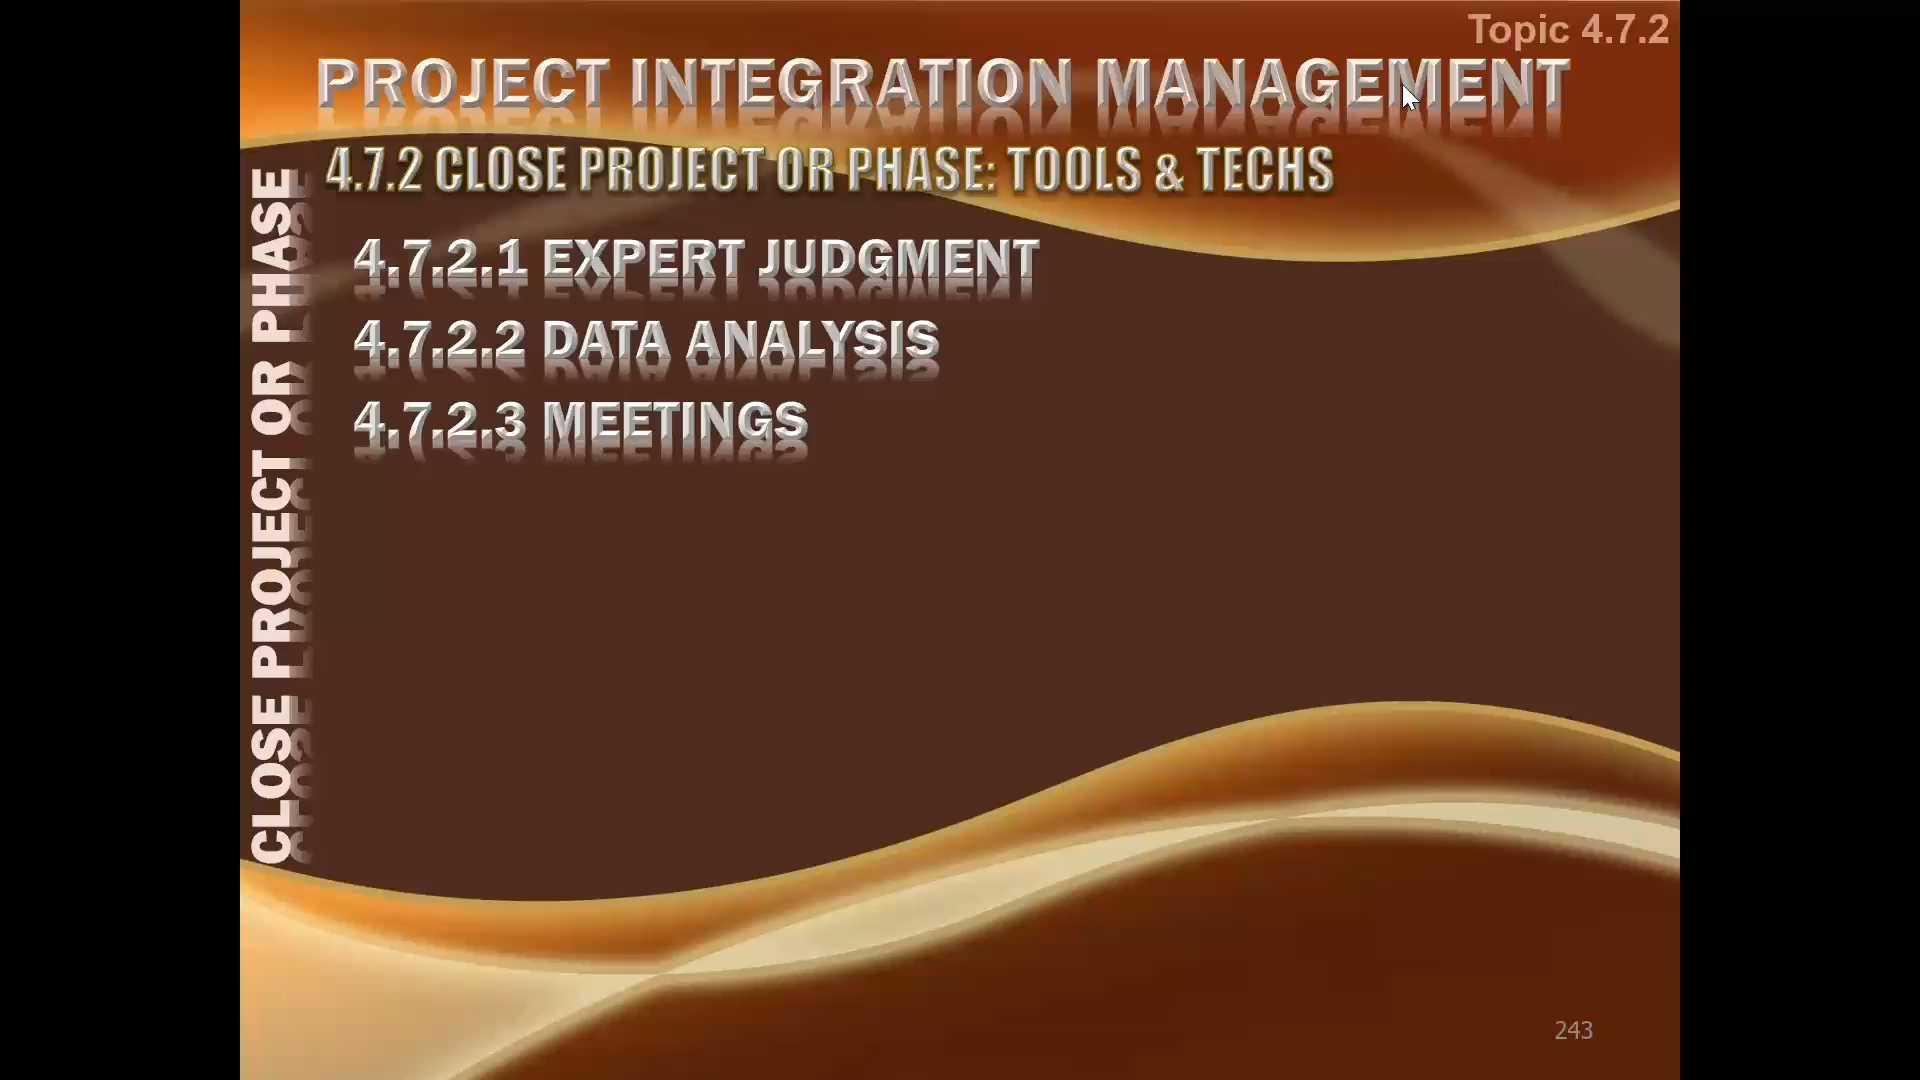 Topic 4.7.2
PROJECT INTEGRATION MANAGEMENT
4.7.2 CLOSE PROJECT OR PHASE: TOOLS & TECHS
CLOSE PROJECT OR PHASE
4.7.2.1 EXPERT JUDGMENT
4.7.2.2 DATA ANALYSIS
4.7.2.3 MEETINGS
243